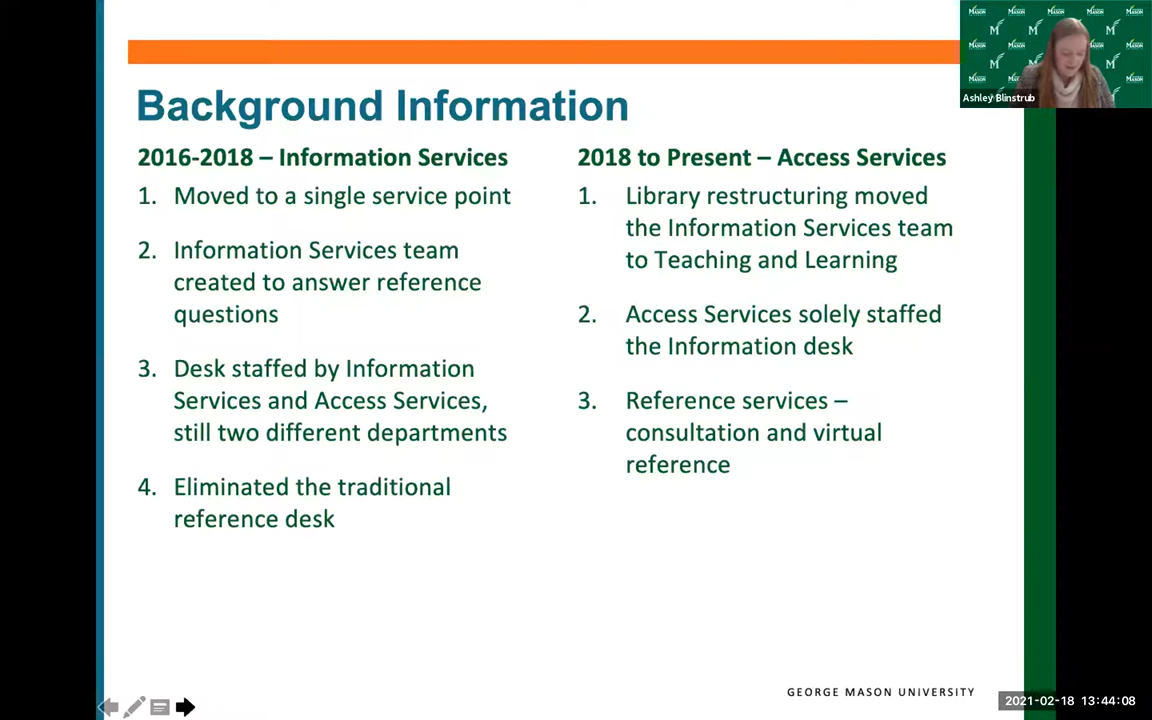 Background Information
2016-2018 – Information Services
1. Moved to a single service point
2. Information Services team
created to answer reference
questions
3. Desk staffed by Information
Services and Access Services,
still two different departments
4. Eliminated the traditional
reference desk
2018 to Present – Access Services
1. Library restructuring moved
the Information Services team
to Teaching and Learning
2. Access Services solely staffed
the Information desk
3. Reference services –
consultation and virtual
reference
GEORGE MASON UNIVERSITY
Ashley Blinstrub
2021-02-18 13:44:08